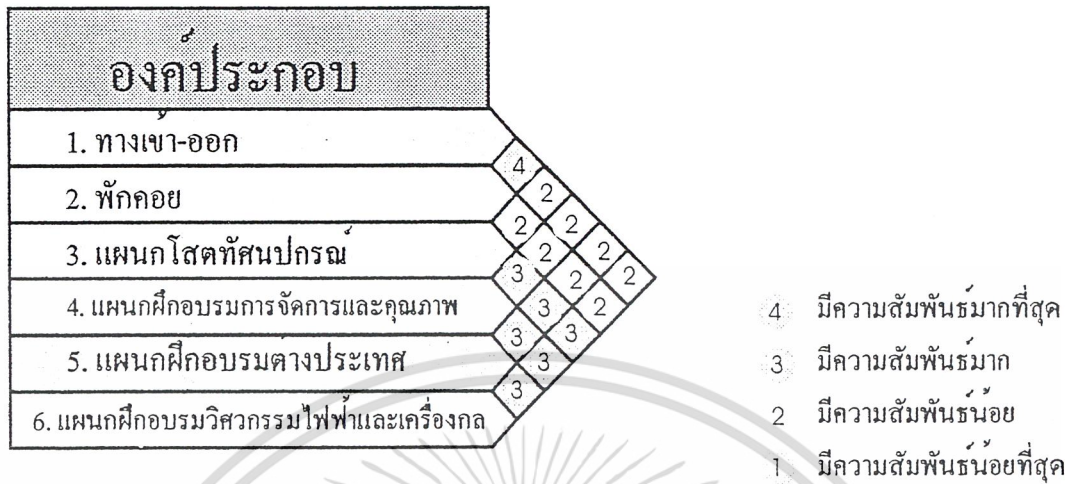 องค์ประกอบ
1. ทางเข้า-ออก
2. พักคอย
3. แผนกโสตทัศนปกรณ์
4. แผนกฝึกอบรมการจัดการและคุณภาพ
5. แผนกฝึกอบรมต่างประเทศ
6. แผนกฝึกอบรมวิศวกรรมไฟฟ้าและเครื่องกล
4
2
2 2
2 2
3 2 2
3 2
3 3
3
3
4 มีความสัมพันธ์มากที่สุด
3 มีความสัมพันธ์มาก
2 มีความสัมพันธ์น้อย
1 มีความสัมพันธ์น้อยที่สุด